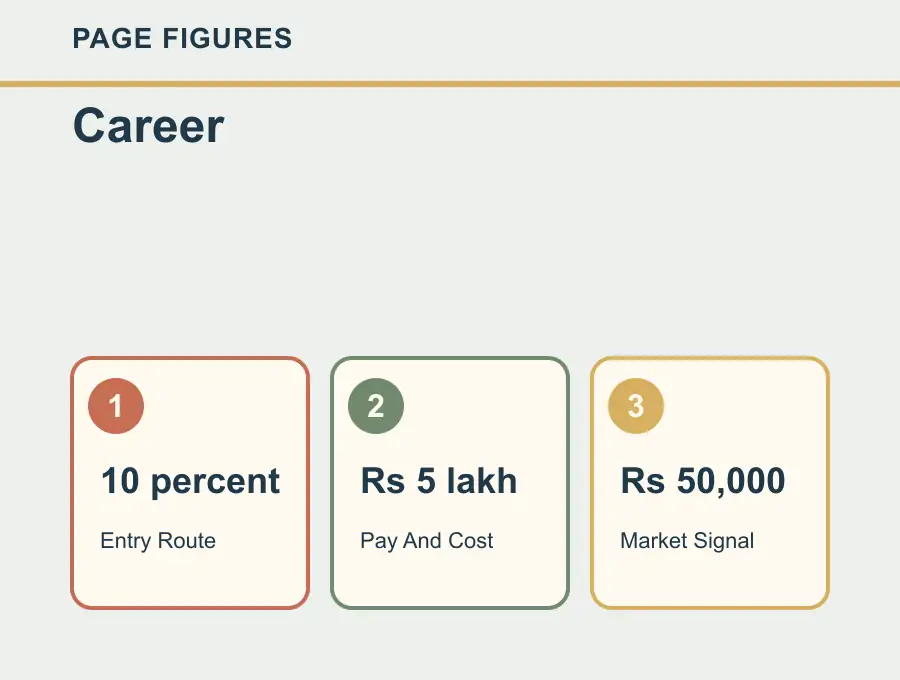 PAGE FIGURES
Career
1
10 percent
Entry Route
2
Rs 5 lakh
Pay And Cost
3
Rs 50,000
Market Signal